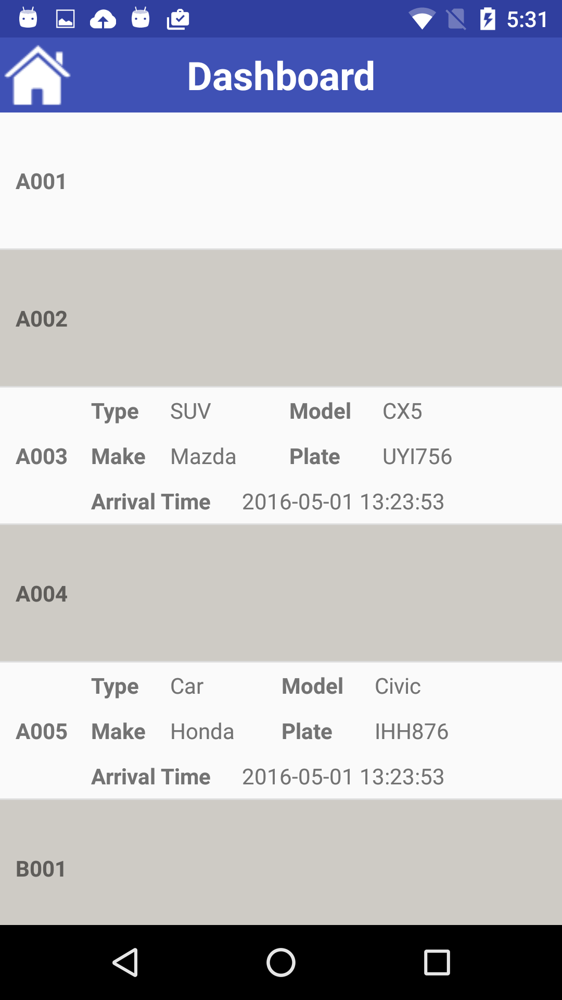 5:31
Dashboard
A001
A002
Type SUV Model CX5
A003 Make Mazda Plate UYI756
Arrival Time 2016-05-01 13:23:53
A004
Type Car Model Civic
A005 Make Honda Plate IHH876
Arrival Time 2016-05-01 13:23:53
B001